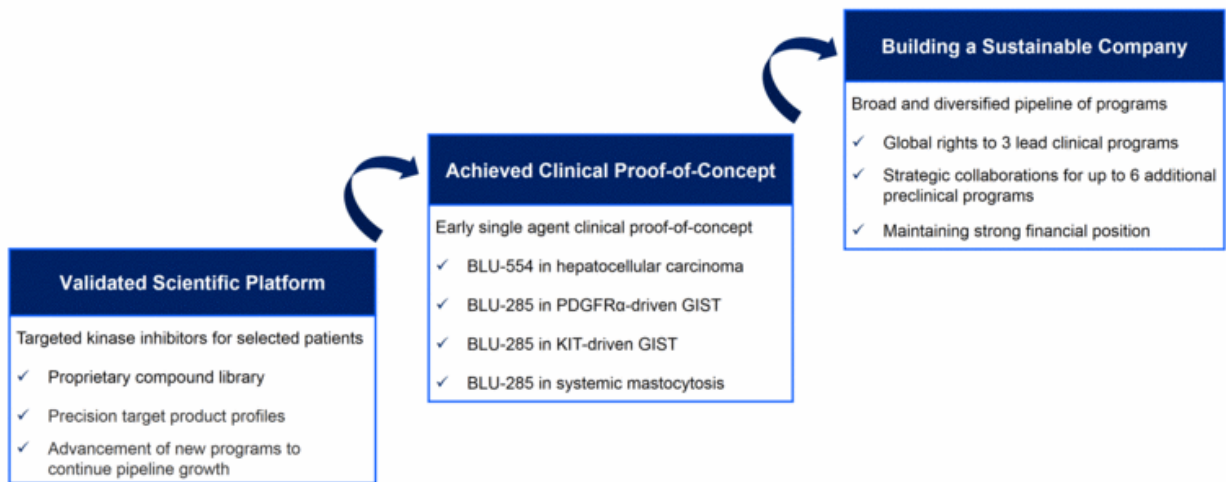 Validated Scientific Platform
Targeted kinase inhibitors for selected patients
✓ Proprietary compound library
✓ Precision target product profiles
✓ Advancement of new programs to
continue pipeline growth
Achieved Clinical Proof-of-Concept
Early single agent clinical proof-of-concept
✓ BLU-554 in hepatocellular carcinoma
✓ BLU-285 in PDGFRα-driven GIST
✓ BLU-285 in KIT-driven GIST
✓ BLU-285 in systemic mastocytosis
Building a Sustainable Company
Broad and diversified pipeline of programs
✓ Global rights to 3 lead clinical programs
✓ Strategic collaborations for up to 6 additional
preclinical programs
✓ Maintaining strong financial position